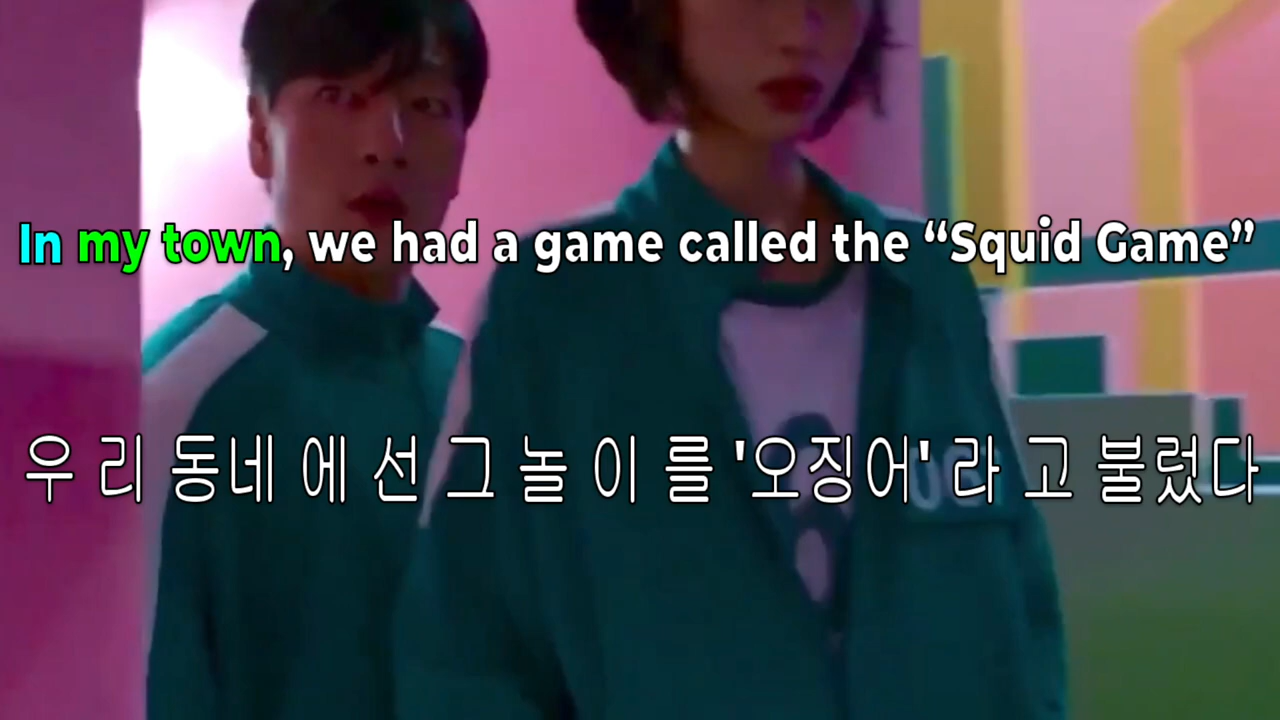 In my town, we had a game called the “Squid Game”
우 리 동네 에 선 그 놀 이 를 '오징어' 라 고 불렀다